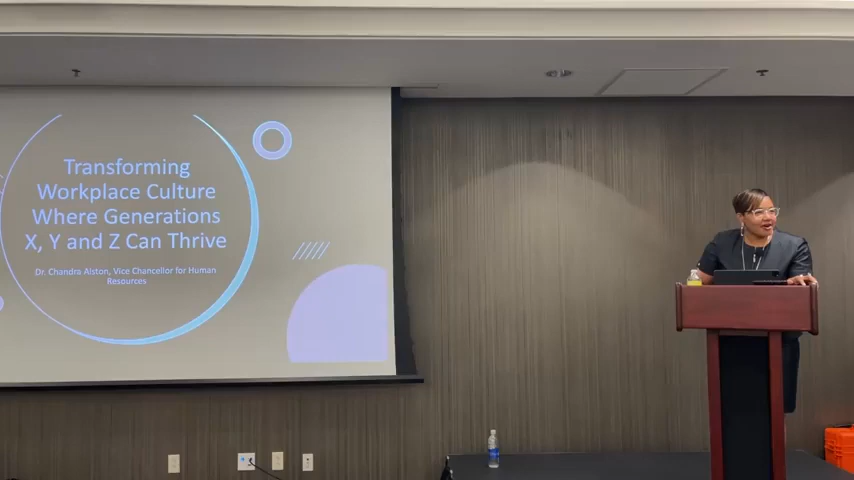 Transforming
Workplace Culture
Where Generations
X, Y and Z Can Thrive
Dr. Chandra Alston, Vice Chancellor for Human
Resources